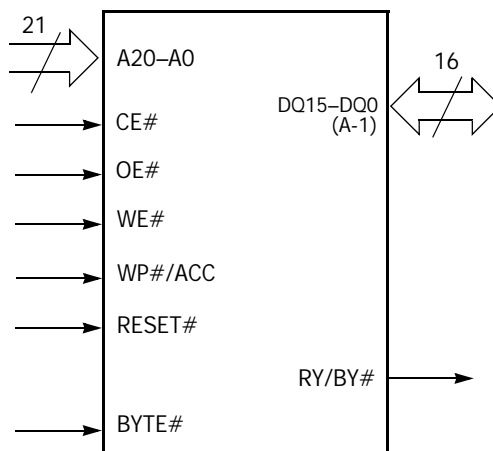 21
A20–A0
16
DQ15–DQ0
(A-1)
CE#
OE#
WE#
WP#/ACC
RESET#
RY/BY#
BYTE#